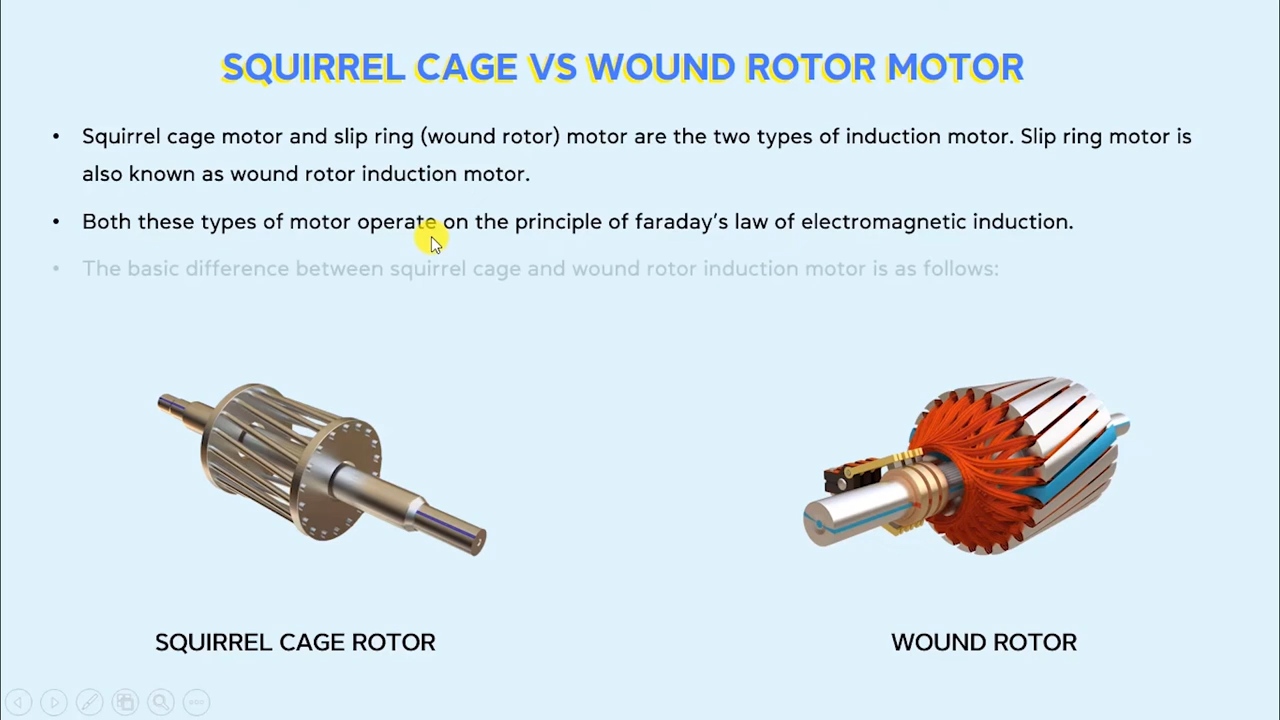 SQUIRREL CAGE VS WOUND ROTOR MOTOR
• Squirrel cage motor and slip ring (wound rotor) motor are the two types of induction motor. Slip ring motor is
also known as wound rotor induction motor.
• Both these types of motor operate on the principle of faraday's law of electromagnetic induction.
• The basic difference between squirrel cage and wound rotor induction motor is as follows:
SQUIRREL CAGE ROTOR
WOUND ROTOR